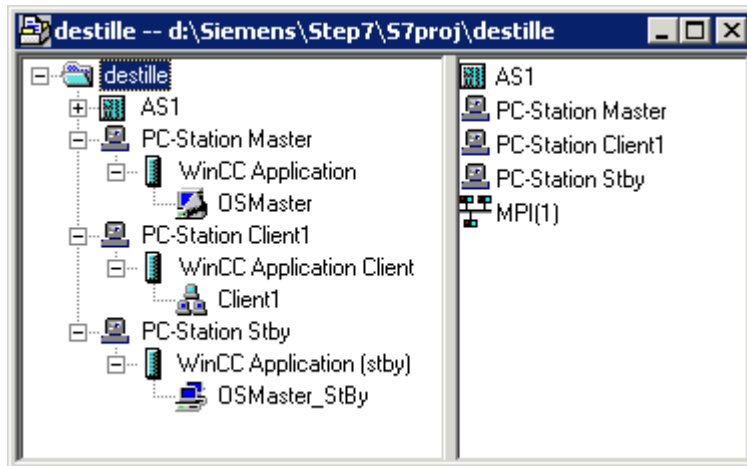 destille -- d:\Siemens\Step7\S7proj\destille
destille
AS1
PC-Station Master
WinCC Application
OSMaster
PC-Station Client1
WinCC Application Client
Client1
PC-Station Stby
WinCC Application (stby)
OSMaster_StBy
AS1
PC-Station Master
PC-Station Client1
PC-Station Stby
MPI(1)